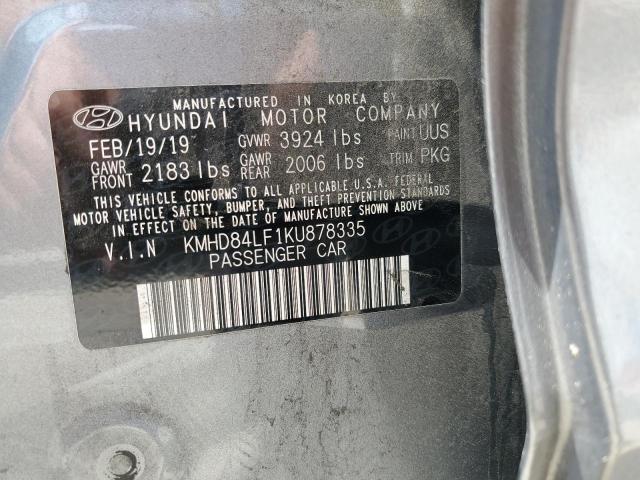 MANUFACTURED IN KOREA BY
HYUNDAI MOTOR COMPANY
FEB/19/19 GVWR 3924 lbs PAINT UUS
GAWR FRONT 2183 lbs GAWR REAR 2006 lbs TRIM PKG
THIS VEHICLE CONFORMS TO ALL APPLICABLE U.S.A. FEDERAL
MOTOR VEHICLE SAFETY, BUMPER, AND THEFT PREVENTION STANDARDS
IN EFFECT ON THE DATE OF MANUFACTURE SHOWN ABOVE
V.I.N KMHD84LF1KU878335
PASSENGER CAR